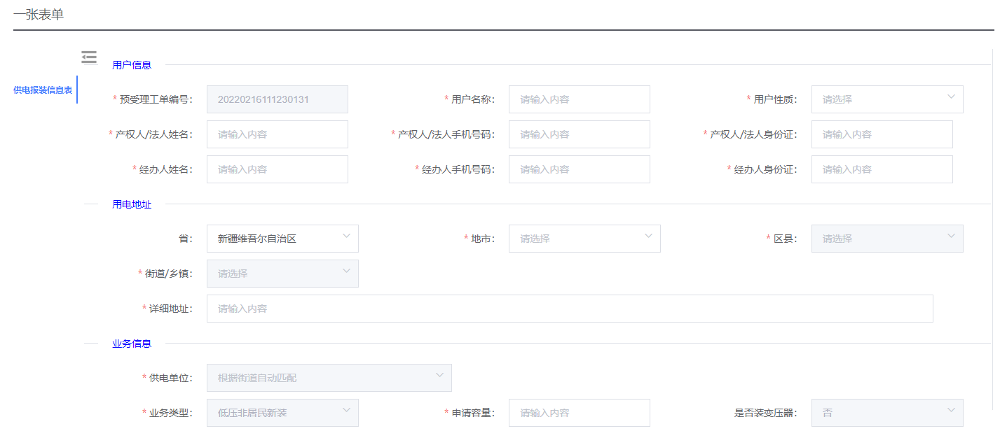 一张表单
用户信息
供电报装信息表
* 预受理工单编号： 20220216111230131 * 用户名称： 请输入内容 * 用户性质： 请选择
* 产权人/法人姓名： 请输入内容 * 产权人/法人手机号码： 请输入内容 * 产权人/法人身份证： 请输入内容
* 经办人姓名： 请输入内容 * 经办人手机号码： 请输入内容 * 经办人身份证： 请输入内容
用电地址
省： 新疆维吾尔自治区 * 地市： 请选择 * 区县： 请选择
* 街道/乡镇： 请选择
* 详细地址： 请输入内容
业务信息
* 供电单位： 根据街道自动匹配
* 业务类型： 低压非居民新装 * 申请容量： 请输入内容 是否装变压器： 否